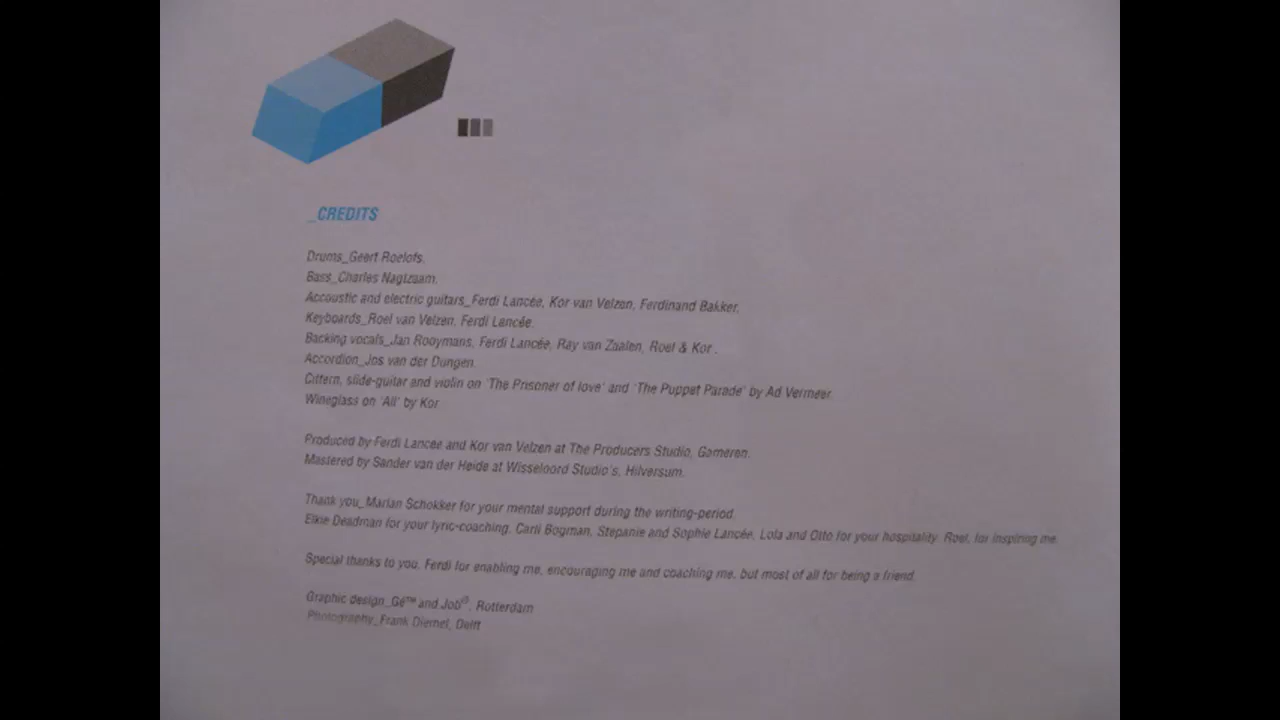 _CREDITS
Drums_Geert Roelofs.
Bass_Charles Nagtzaam.
Accoustic and electric guitars_Ferdi Lancée, Kor van Velzen, Ferdinand Bakker.
Keyboards_Roel van Velzen, Ferdi Lancée.
Backing vocals_Jan Rooymans, Ferdi Lancée, Ray van Zaalen, Roel & Kor .
Accordion_Jos van der Dungen.
Cittern, slide-guitar and violin on 'The Prisoner of love' and 'The Puppet Parade' by Ad Vermeer.
Wineglass on 'All' by Kor.
Produced by Ferdi Lancée and Kor van Velzen at The Producers Studio, Gameren.
Mastered by Sander van der Heide at Wisseloord Studio's, Hilversum.
Thank you_Marian Schokker for your mental support during the writing-period.
Elkie Deadman for your lyric-coaching. Carli Bogman, Stepanie and Sophie Lancée, Lola and Otto for your hospitality. Roel, for inspiring me.
Special thanks to you, Ferdi for enabling me, encouraging me and coaching me, but most of all for being a friend.
Graphic design_Gé™ and Job®, Rotterdam
Photography_Frank Diemel, Delft